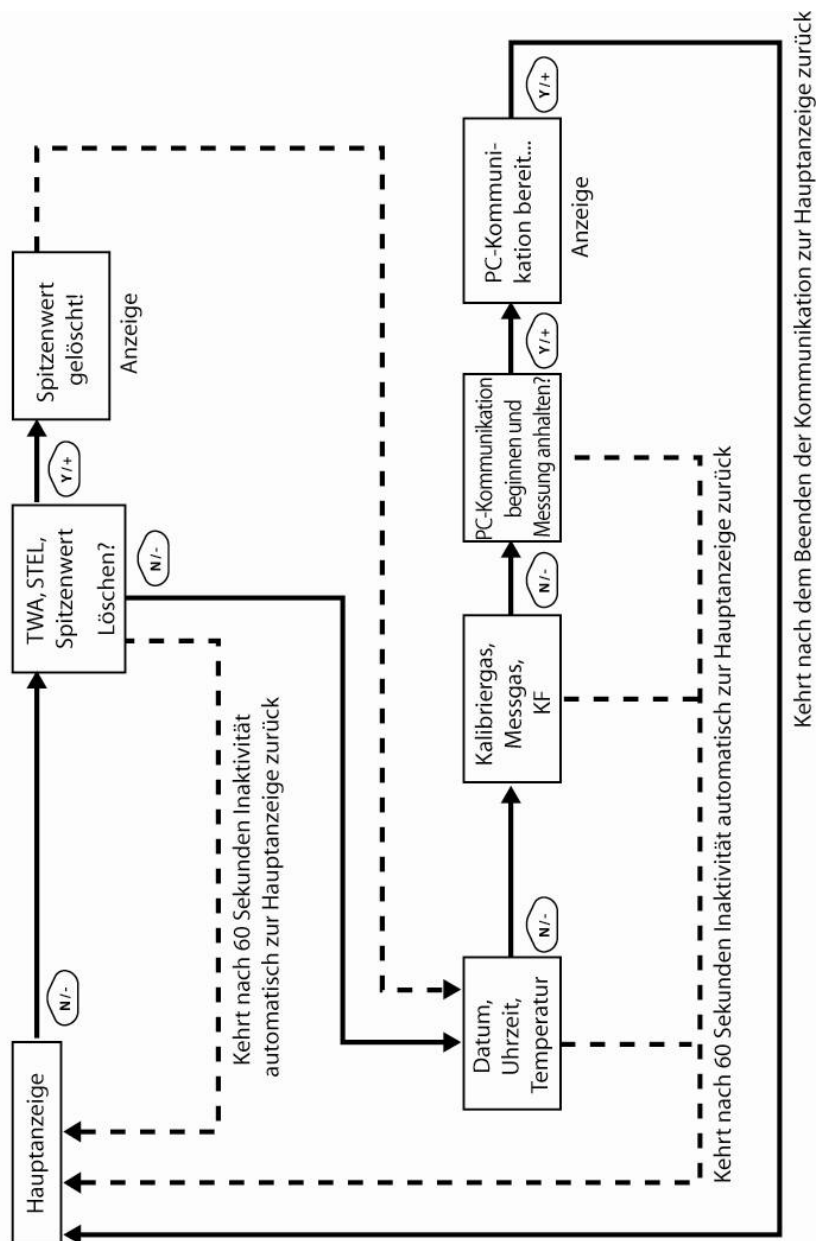 Hauptanzeige
N/-
TWA, STEL,
Spitzenwert
Löschen?
Y/+
Spitzenwert
gelöscht!
Anzeige
N/-
Kehrt nach 60 Sekunden Inaktivität
automatisch zur Hauptanzeige zurück
Datum,
Uhrzeit,
Temperatur
N/-
Kalibriergas,
Messgas,
KF
N/-
PC-Kommunikation
beginnen und
Messung anhalten?
Y/+
PC-Kommuni-
kation bereit...
Anzeige
Y/+
Kehrt nach 60 Sekunden Inaktivität automatisch zur Hauptanzeige zurück
Kehrt nach dem Beenden der Kommunikation zur Hauptanzeige zurück